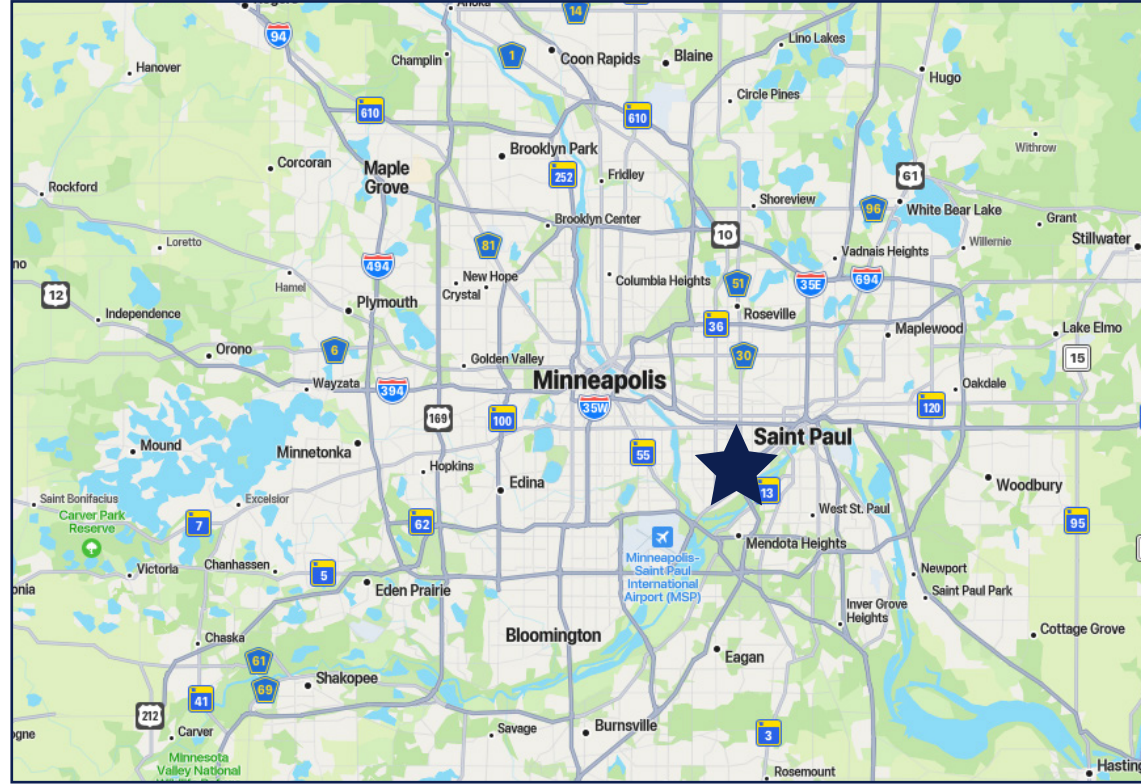 Rogers
Anoka
14
94
Champlin
1
Coon Rapids
Blaine
Lino Lakes
Hanover
Hugo
610
610
Circle Pines
Withrow
Corcoran
Maple
Grove
Brooklyn Park
252
Fridley
61
Rockford
Shoreview
96
White Bear Lake
Grant
Brooklyn Center
10
Willernie
Stillwater
Loretto
81
Vadnais Heights
no
494
New Hope
Columbia Heights
51
35E
694
Hamel
Crystal
12
Plymouth
Independence
Roseville
36
Maplewood
Lake Elmo
Orono
6
Golden Valley
30
15
Wayzata
394
Minneapolis
Oakdale
169
100
35W
120
Mound
Minnetonka
55
Saint Paul
Hopkins
Edina
13
Woodbury
Saint Bonifacius
Excelsior
Carver Park
Reserve
7
62
West St. Paul
95
Minneapolis-
Saint Paul
International
Airport (MSP)
Mendota Heights
Victoria
Chanhassen
5
Newport
onia
Eden Prairie
Saint Paul Park
Inver Grove
Heights
Chaska
Bloomington
Cottage Grove
61
Eagan
69
Shakopee
41
212
Carver
Savage
Burnsville
3
ogne
Minnesota
Valley National
Rosemount
Hasting